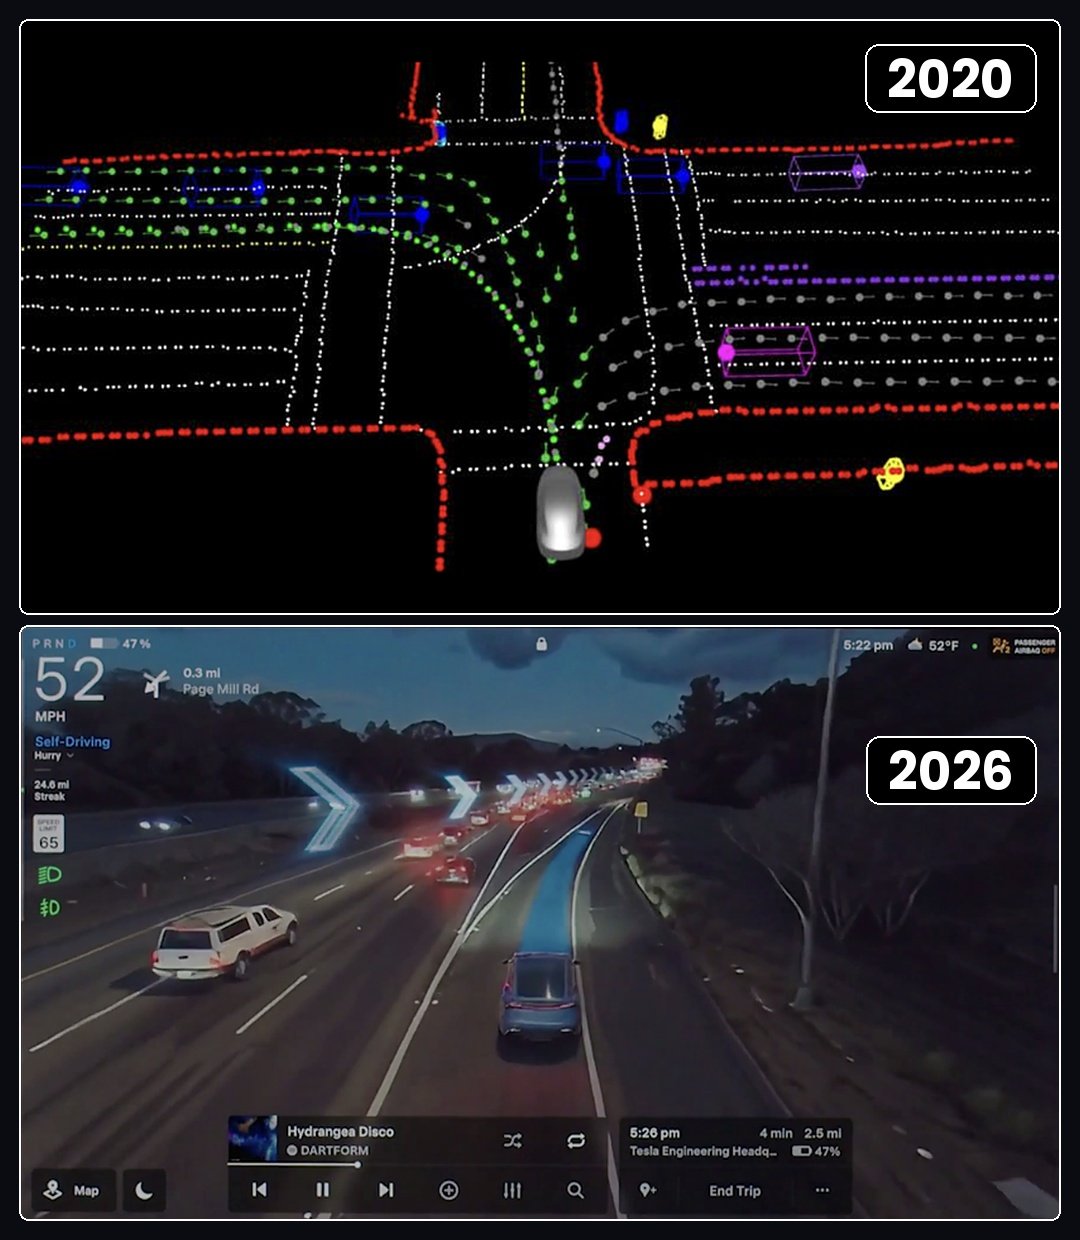 2020
PRND 47%
5:22 pm 52°F PASSENGER
AIRBAG OFF
52
MPH
0.3 mi
Page Mill Rd
Self-Driving
Hurry
24.6 mi
Streak
SPEED
LIMIT
65
2026
Hydrangea Disco
DARTFORM
5:26 pm 4 min 2.5 mi
Tesla Engineering Headq... 47%
Map
End Trip